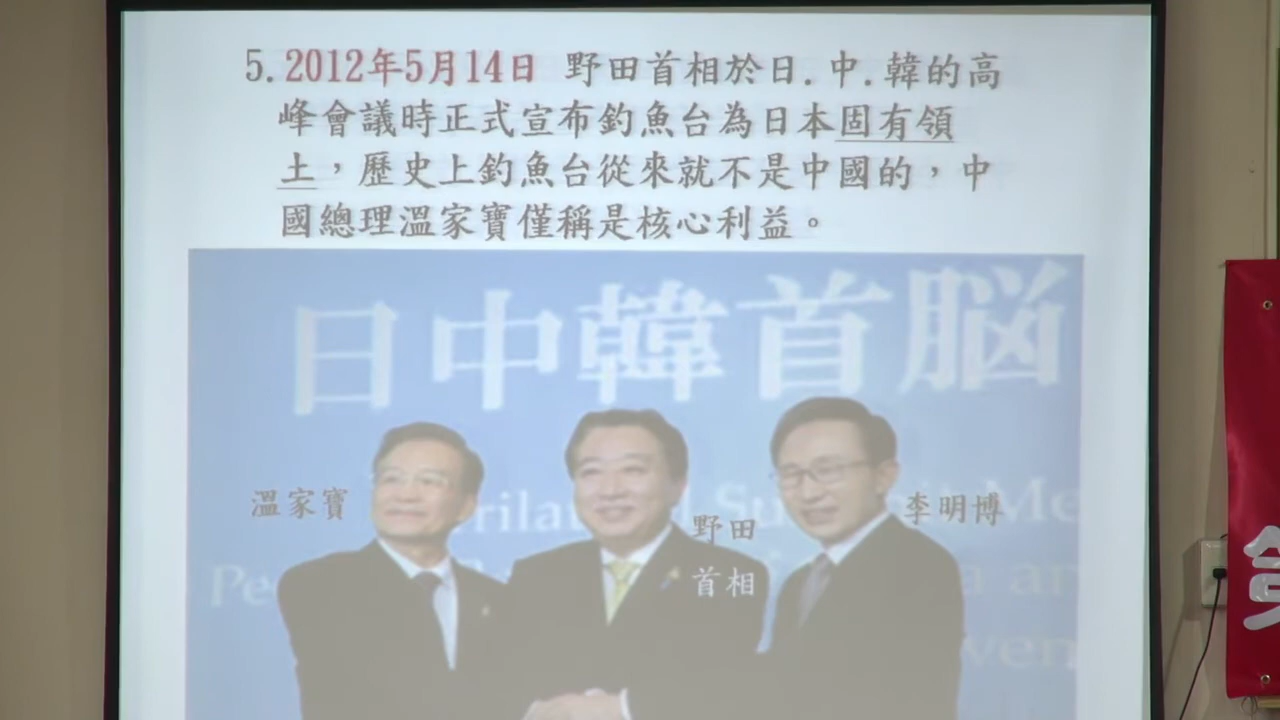 5.2012年5月14日 野田首相於日.中.韓的高
峰會議時正式宣布釣魚台為日本固有領
土，歷史上釣魚台從來就不是中國的，中
國總理溫家寶僅稱是核心利益。
日中韓首脳
溫家寶
野田
首相
李明博